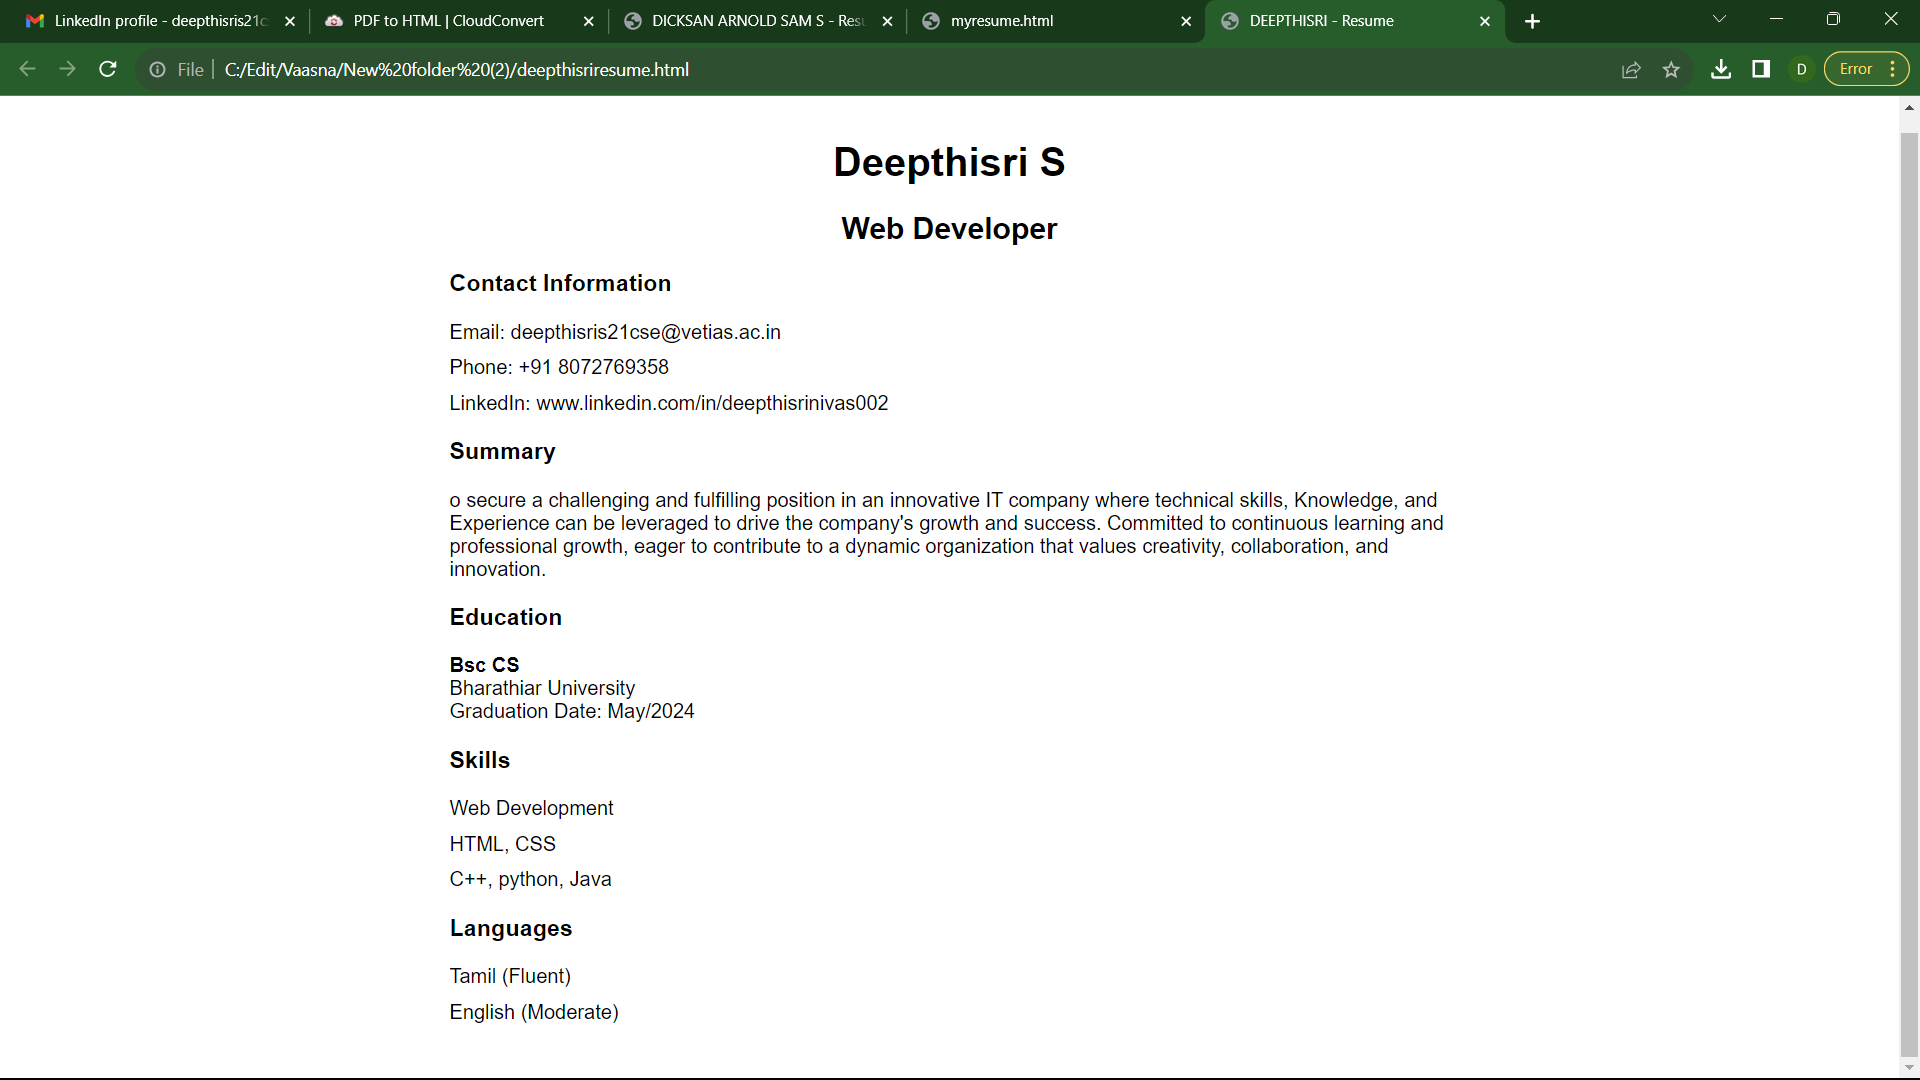 LinkedIn profile - deepthisris21c
PDF to HTML | CloudConvert
DICKSAN ARNOLD SAM S - Resu
myresume.html
DEEPTHISRI - Resume
File
C:/Edit/Vaasna/New%20folder%20(2)/deepthisriresume.html
D
Error
Deepthisri S
Web Developer
Contact Information
Email: deepthisris21cse@vetias.ac.in
Phone: +91 8072769358
LinkedIn: www.linkedin.com/in/deepthisrinivas002
Summary
o secure a challenging and fulfilling position in an innovative IT company where technical skills, Knowledge, and
Experience can be leveraged to drive the company's growth and success. Committed to continuous learning and
professional growth, eager to contribute to a dynamic organization that values creativity, collaboration, and
innovation.
Education
Bsc CS
Bharathiar University
Graduation Date: May/2024
Skills
Web Development
HTML, CSS
C++, python, Java
Languages
Tamil (Fluent)
English (Moderate)